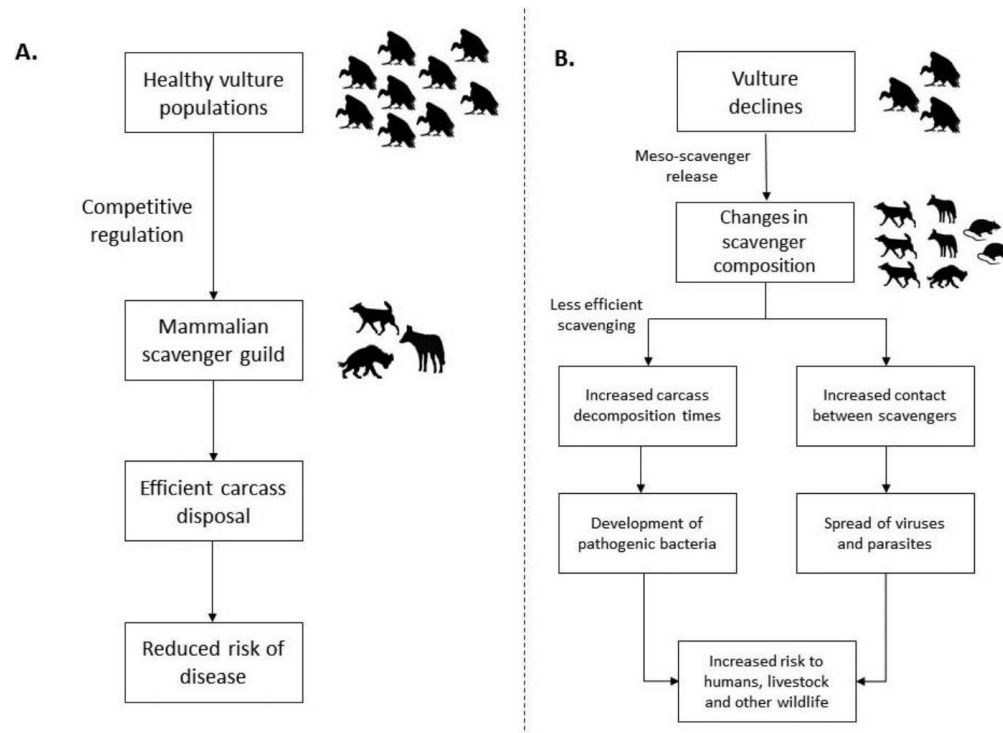 A.
Healthy vulture
populations
Competitive
regulation
Mammalian
scavenger guild
Efficient carcass
disposal
Reduced risk of
disease
B.
Vulture
declines
Meso-scavenger
release
Changes in
scavenger
composition
Less efficient
scavenging
Increased carcass
decomposition times
Increased contact
between scavengers
Development of
pathogenic bacteria
Spread of viruses
and parasites
Increased risk to
humans, livestock
and other wildlife